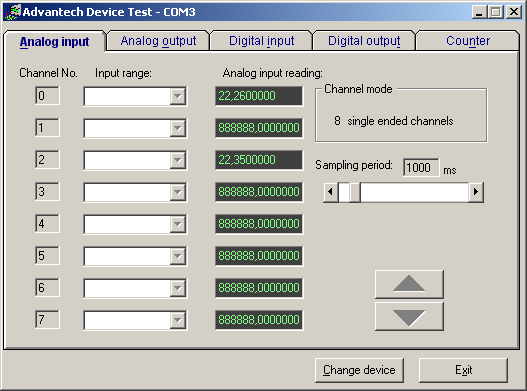 Advantech Device Test - COM3
Analog input Analog output Digital input Digital output Counter
Channel No. Input range: Analog input reading:
0 22,2600000
1 888888,0000000
2 22,3500000
3 888888,0000000
4 888888,0000000
5 888888,0000000
6 888888,0000000
7 888888,0000000
Channel mode
8 single ended channels
Sampling period: 1000 ms
Change device Exit